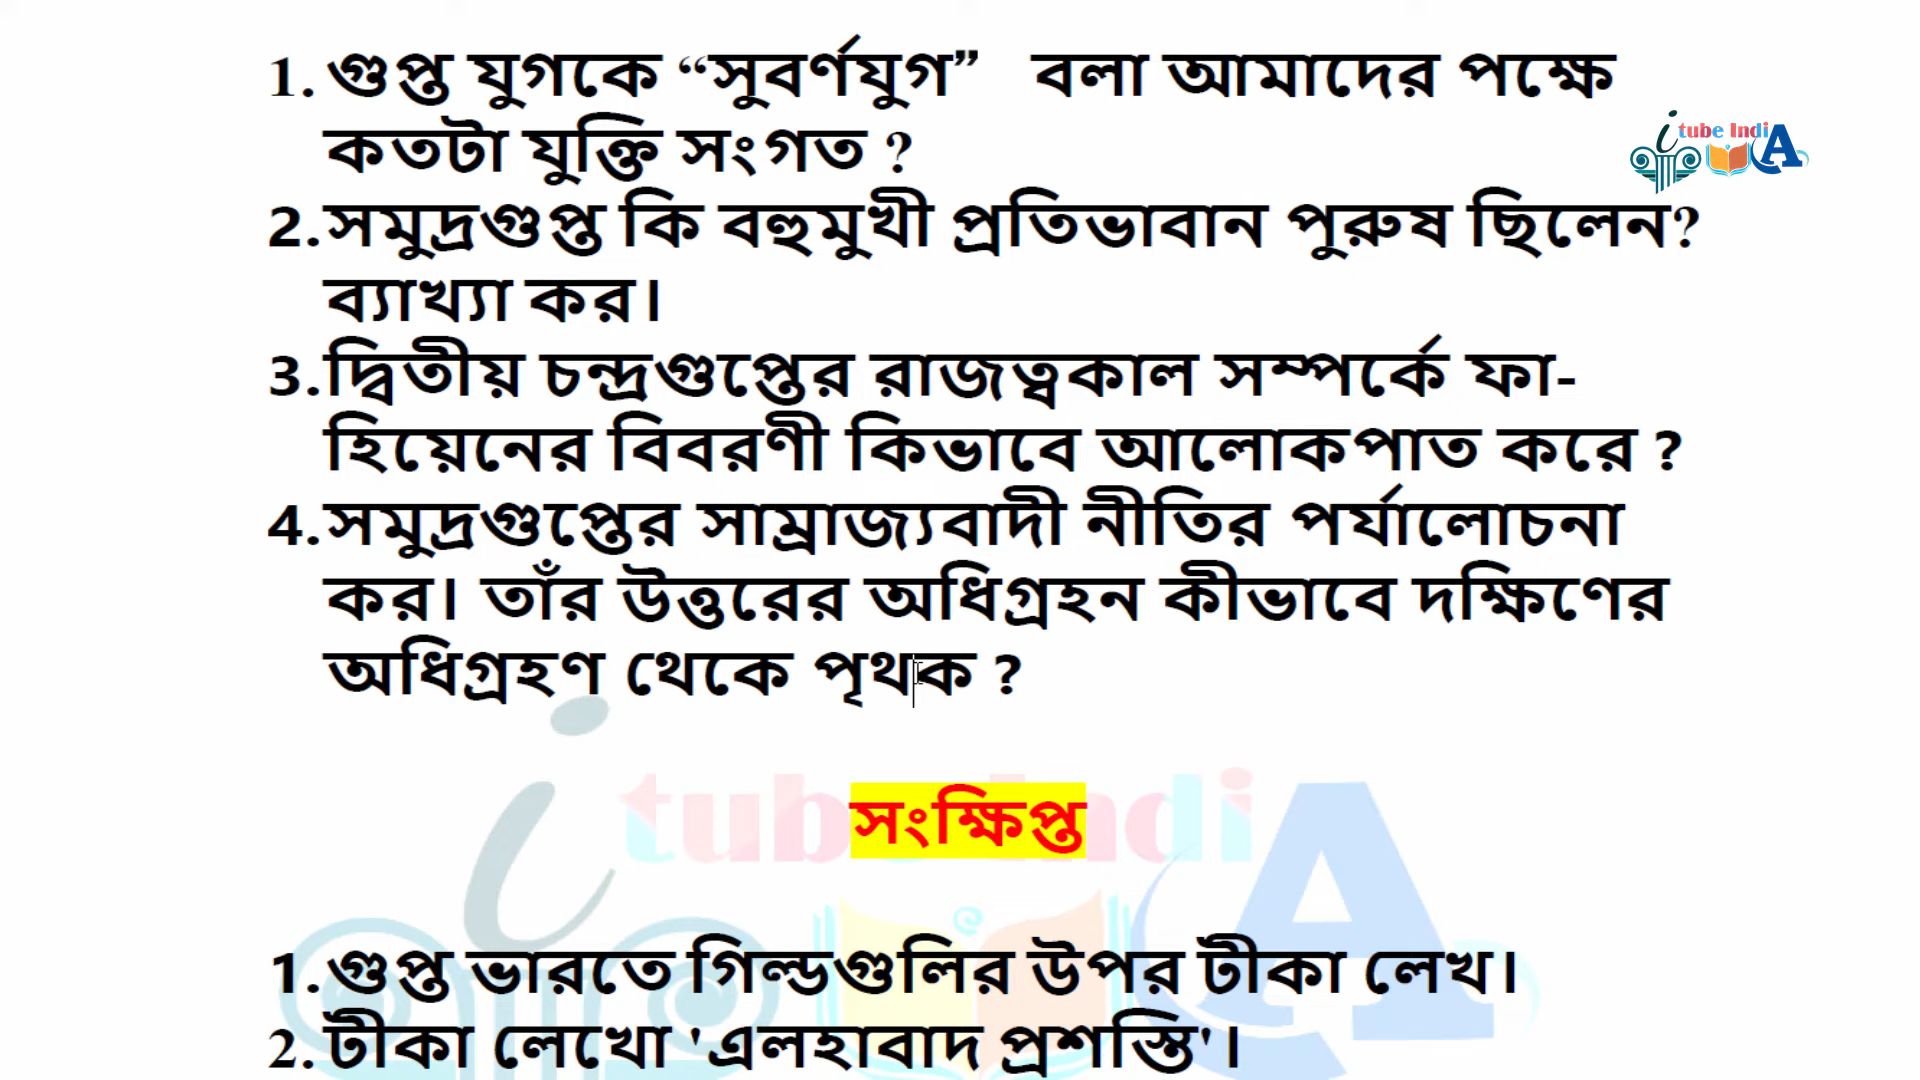 1. গুপ্ত যুগকে “সুবর্ণযুগ” বলা আমাদের পক্ষে
কতটা যুক্তি সংগত ?
itube IndiA
2. সমুদ্রগুপ্ত কি বহুমুখী প্রতিভাবান পুরুষ ছিলেন?
ব্যাখ্যা কর।
3. দ্বিতীয় চন্দ্রগুপ্তের রাজত্বকাল সম্পর্কে ফা-
হিয়েনের বিবরণী কিভাবে আলোকপাত করে ?
4. সমুদ্রগুপ্তের সাম্রাজ্যবাদী নীতির পর্যালোচনা
কর। তাঁর উত্তরের অধিগ্রহন কীভাবে দক্ষিণের
অধিগ্রহণ থেকে পৃথক ?
itube IndiA
সংক্ষিপ্ত
1. গুপ্ত ভারতে গিল্ডগুলির উপর টীকা লেখ।
2. টীকা লেখো 'এলহাবাদ প্রশস্তি'।